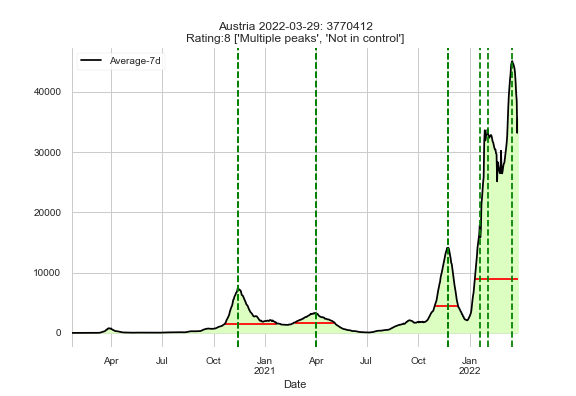 Austria 2022-03-29: 3770412
Rating:8 ['Multiple peaks', 'Not in control']
Average-7d
40000
30000
20000
10000
0
Apr Jul Oct Jan Apr Jul Oct Jan
2021 2022
Date